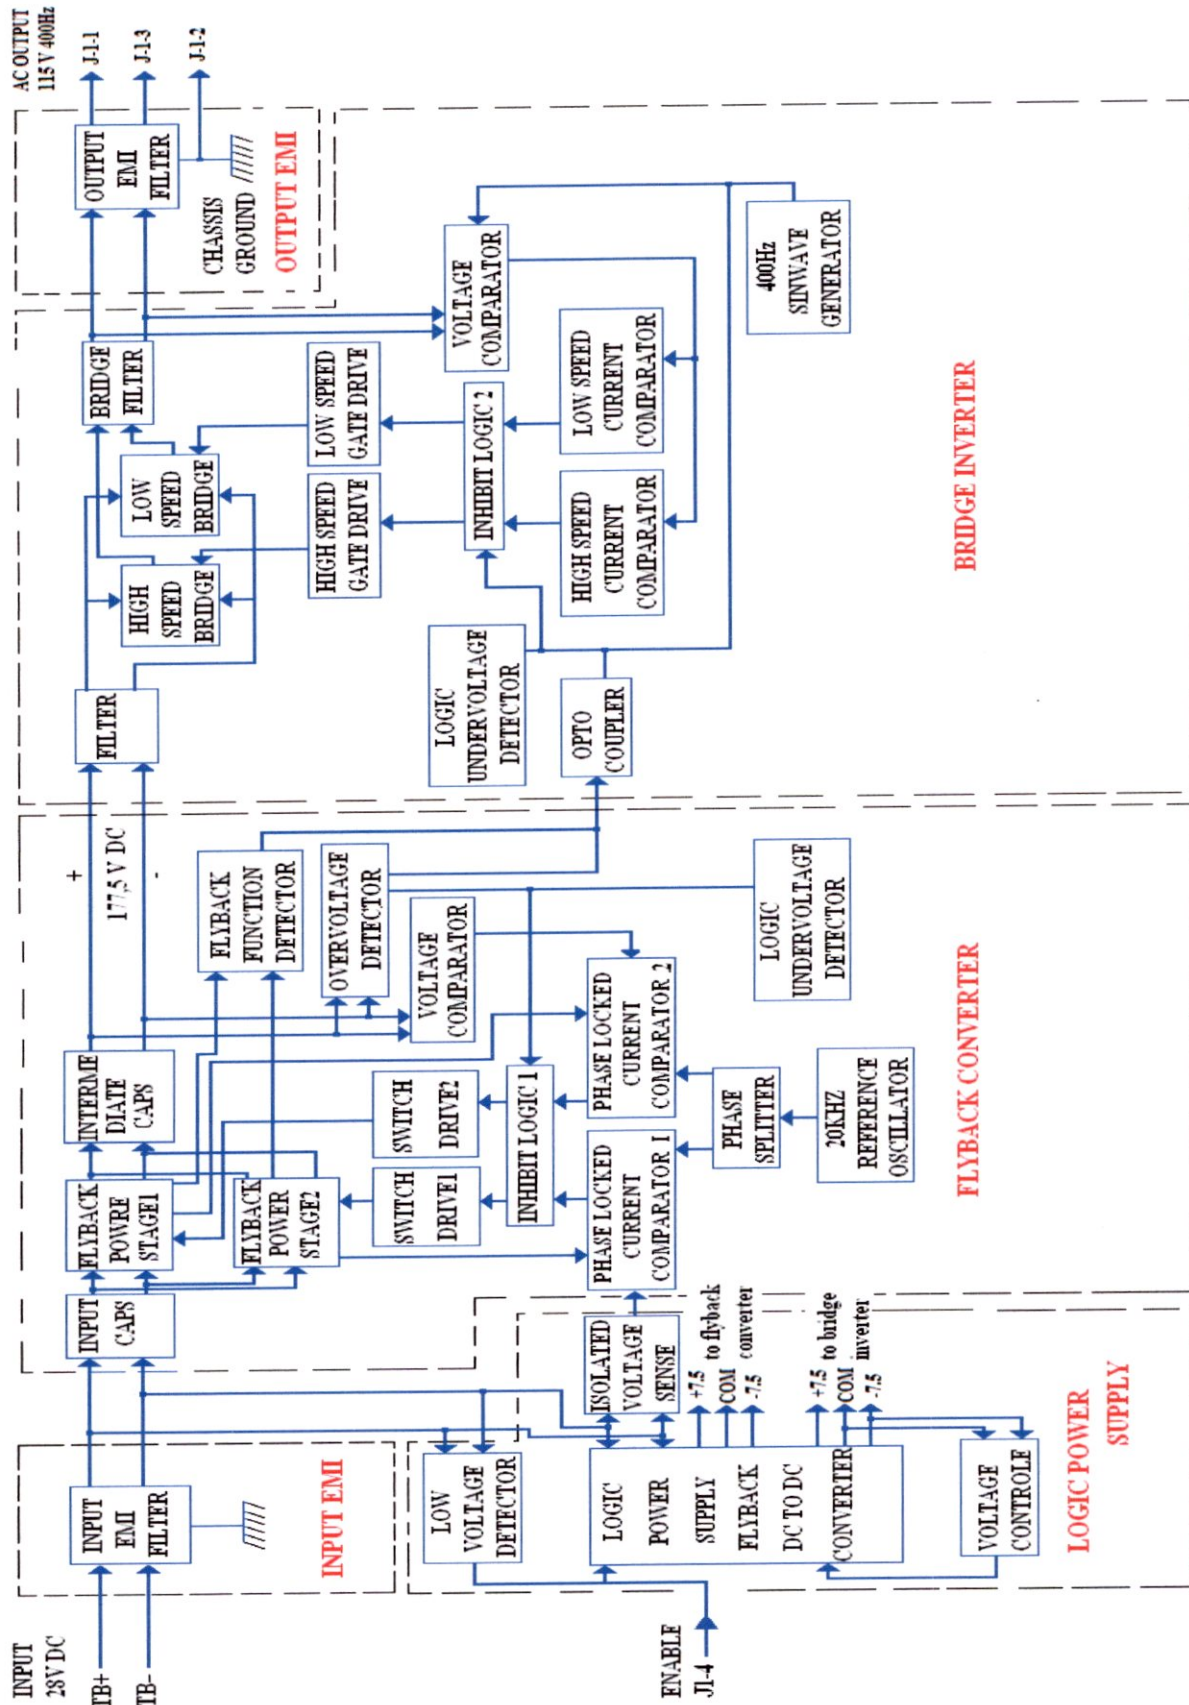 INPUT
28V DC
TB+
TB-
INPUT
EMI
FILTER
INPUT EMI
ENABLE
J1-4
LOW
VOLTAGE
DETECTOR
LOGIC
POWER
SUPPLY
FLYBACK
DC TO DC
CONVERTER
ISOLATED
VOLTAGE
SENSE
+7.5
COM
-7.5
to flyback
converter
+7.5
COM
-7.5
to bridge
inverter
VOLTAGE
CONTROLE
LOGIC POWER
SUPPLY
INPUT
CAPS
FLYBACK
POWRE
STAGE1
FLYBACK
POWER
STAGE2
INTERME
DIATE
CAPS
+
177,5 V DC
-
SWITCH
DRIVE1
SWITCH
DRIVE2
INHIBIT LOGIC 1
PHASE LOCKED
CURRENT
COMPARATOR 1
PHASE LOCKED
CURRENT
COMPARATOR 2
PHASE
SPLITTER
20KHZ
REFERENCE
OSCILLATOR
FLYBACK
FUNCTION
DETECTOR
OVERVOLTAGE
DETECTOR
VOLTAGE
COMPARATOR
LOGIC
UNDERVOLTAGE
DETECTOR
FLYBACK CONVERTER
FILTER
HIGH
SPEED
BRIDGE
LOW
SPEED
BRIDGE
BRIDGE
FILTER
HIGH SPEED
GATE DRIVE
LOW SPEED
GATE DRIVE
LOGIC
UNDERVOLTAGE
DETECTOR
OPTO
COUPLER
INHIBIT LOGIC 2
HIGH SPEED
CURRENT
COMPARATOR
LOW SPEED
CURRENT
COMPARATOR
VOLTAGE
COMPARATOR
400Hz
SINWAVE
GENERATOR
BRIDGE INVERTER
OUTPUT
EMI
FILTER
CHASSIS
GROUND
OUTPUT EMI
AC OUTPUT
115 V 400Hz
J-1-1
J-1-3
J-1-2